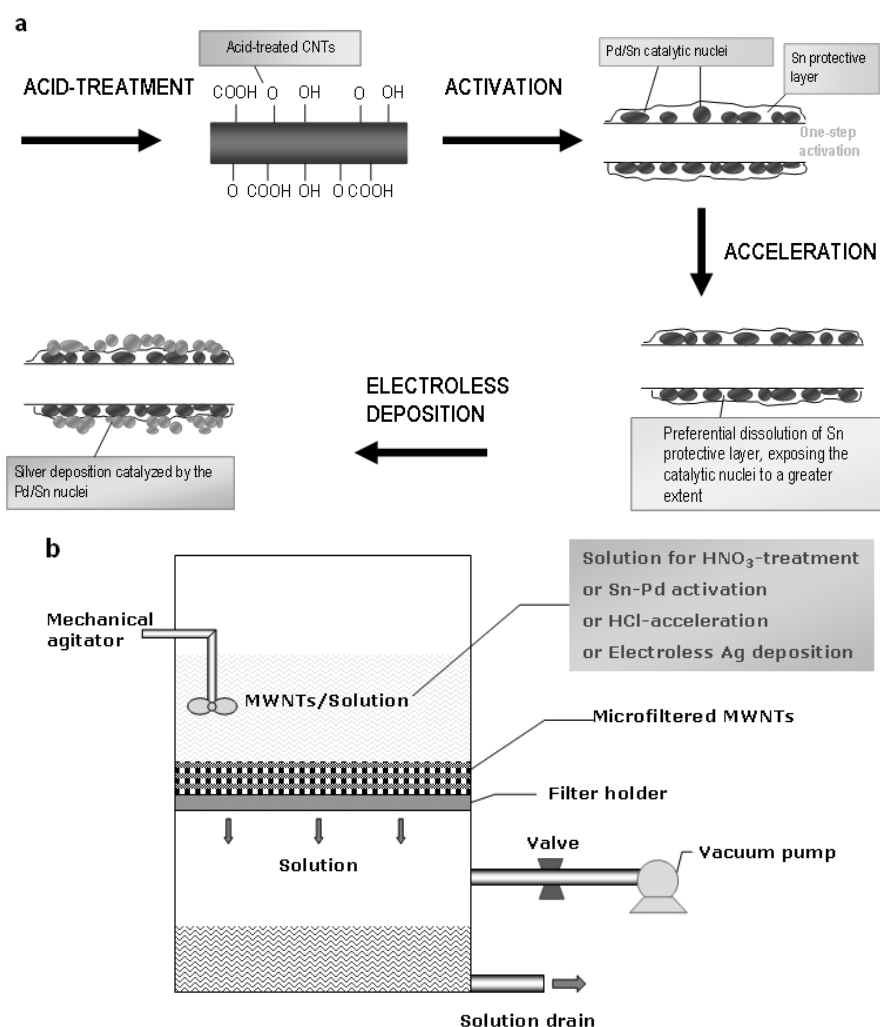 a
Acid-treated CNTs
ACID-TREATMENT
COOH O OH O OH
O COOH OH O COOH
ACTIVATION
Pd/Sn catalytic nuclei
Sn protective
layer
One-step
activation
ACCELERATION
Preferential dissolution of Sn
protective layer, exposing the
catalytic nuclei to a greater
extent
ELECTROLESS
DEPOSITION
Silver deposition catalyzed by the
Pd/Sn nuclei
b
Solution for HNO₃-treatment
or Sn-Pd activation
or HCl-acceleration
or Electroless Ag deposition
Mechanical
agitator
MWNTs/Solution
Microfiltered MWNTs
Filter holder
Solution
Valve
Vacuum pump
Solution drain